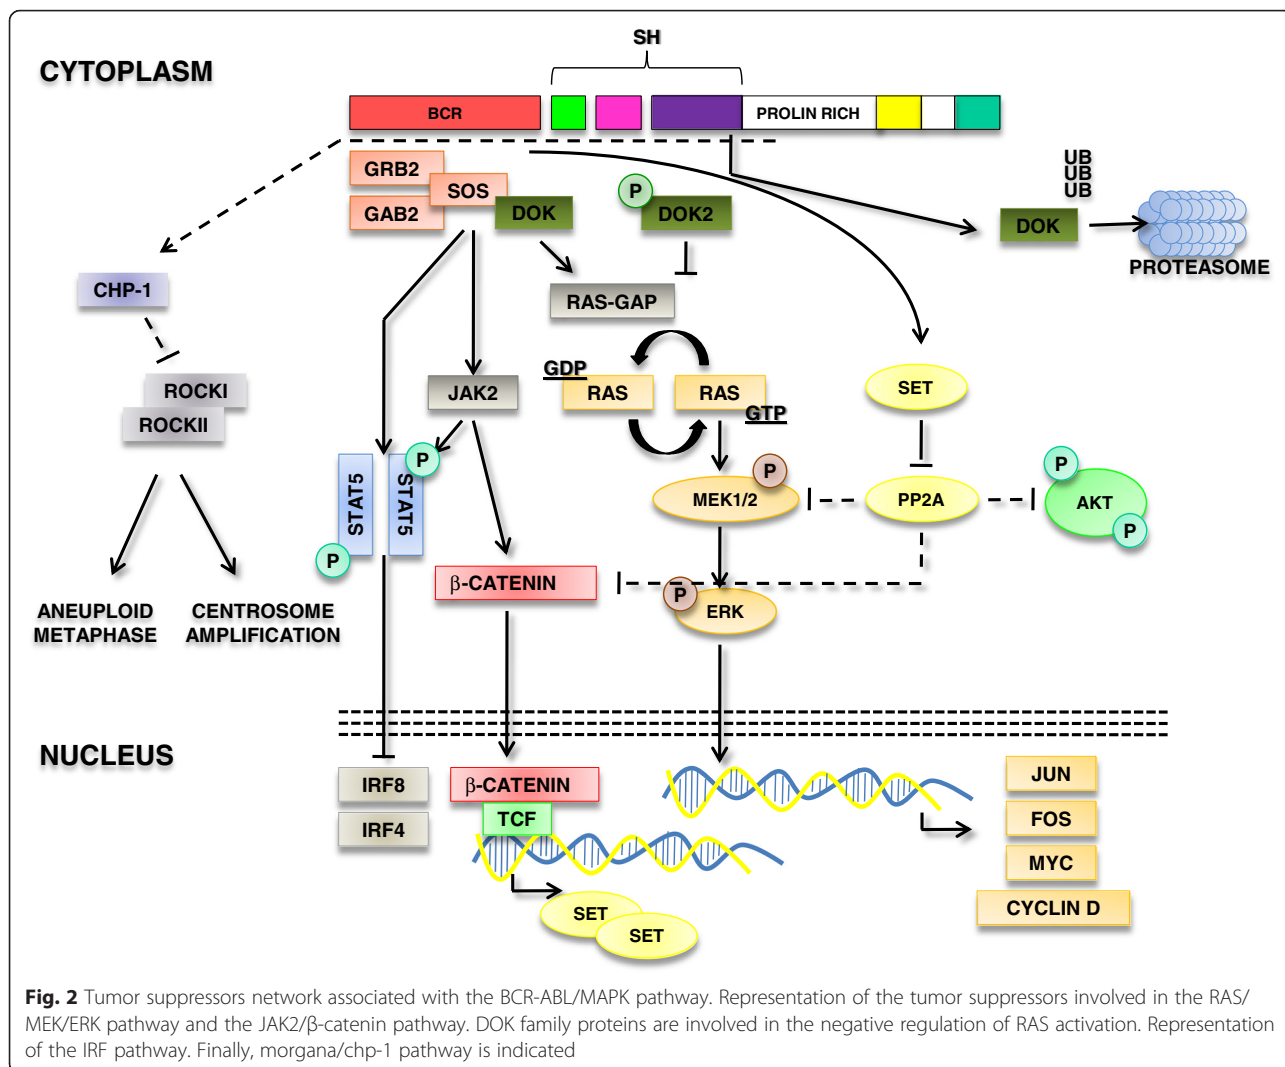 SH
CYTOPLASM
BCR
PROLIN RICH
GRB2
SOS
GAB2
DOK
P
DOK2
UB
UB
UB
DOK
PROTEASOME
CHP-1
RAS-GAP
ROCKI
ROCKII
JAK2
GDP
RAS
RAS
GTP
SET
STAT5
P
STAT5
P
P
MEK1/2
PP2A
P
AKT
P
β-CATENIN
P
ERK
ANEUPLOID
METAPHASE
CENTROSOME
AMPLIFICATION
NUCLEUS
IRF8
IRF4
β-CATENIN
TCF
SET
SET
JUN
FOS
MYC
CYCLIN D
Fig. 2 Tumor suppressors network associated with the BCR-ABL/MAPK pathway. Representation of the tumor suppressors involved in the RAS/
MEK/ERK pathway and the JAK2/β-catenin pathway. DOK family proteins are involved in the negative regulation of RAS activation. Representation
of the IRF pathway. Finally, morgana/chp-1 pathway is indicated